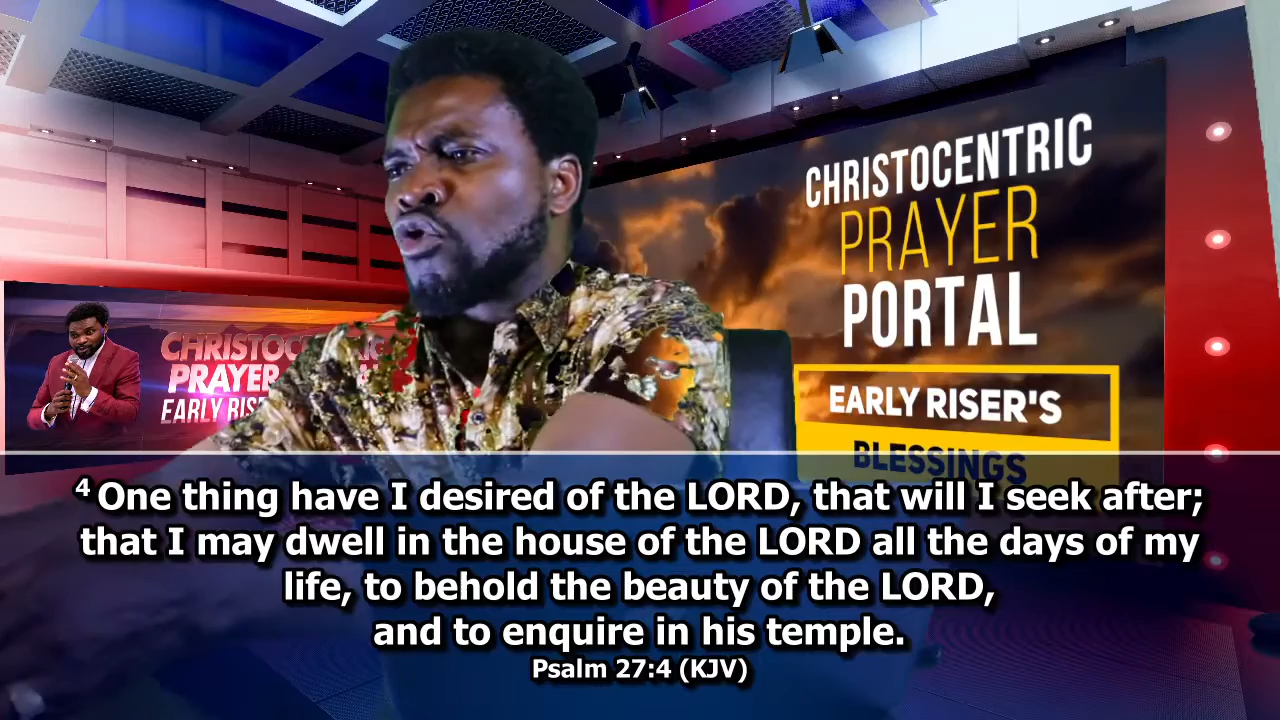 CHRISTOCENTRIC
PRAYER
PORTAL
EARLY RISER'S
BLESSINGS
PRAYER
EARLY
4 One thing have I desired of the LORD, that will I seek after;
that I may dwell in the house of the LORD all the days of my
life, to behold the beauty of the LORD,
and to enquire in his temple.
Psalm 27:4 (KJV)